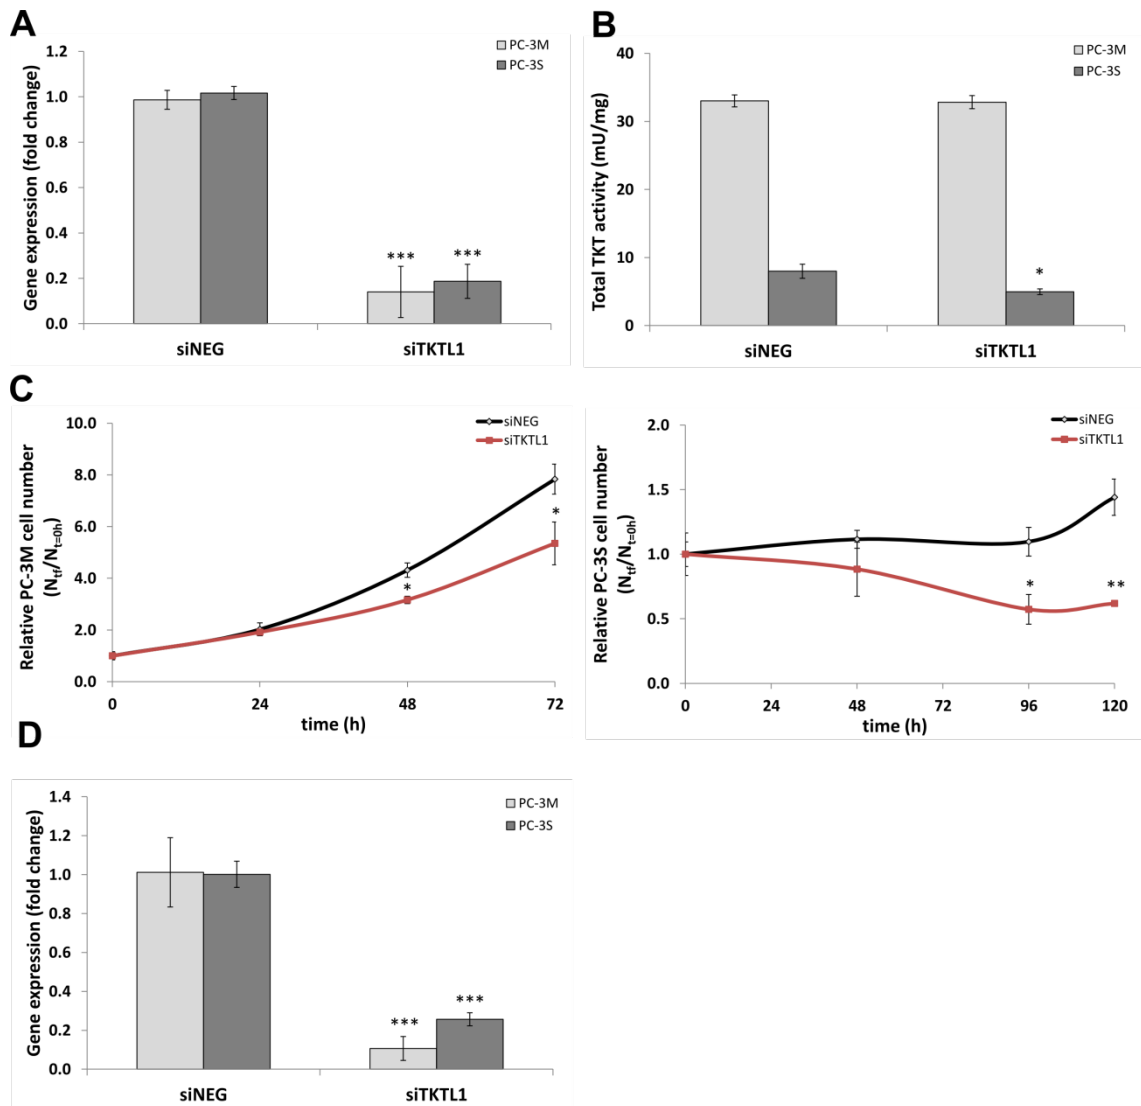 A
Gene expression (fold change)
1.2
1.0
0.8
0.6
0.4
0.2
0.0
PC-3M
PC-3S
*** ***
siNEG siTKTL1
B
Total TKT activity (mU/mg)
40
30
20
10
0
PC-3M
PC-3S
*
siNEG siTKTL1
C
Relative PC-3M cell number
(Ntf/Nt=0h)
10.0
8.0
6.0
4.0
2.0
0.0
siNEG
siTKTL1
*
*
0 24 48 72
time (h)
Relative PC-3S cell number
(Ntf/Nt=0h)
2.0
1.5
1.0
0.5
0.0
siNEG
siTKTL1
* **
0 24 48 72 96 120
time (h)
D
Gene expression (fold change)
1.4
1.2
1.0
0.8
0.6
0.4
0.2
0.0
PC-3M
PC-3S
*** ***
siNEG siTKTL1